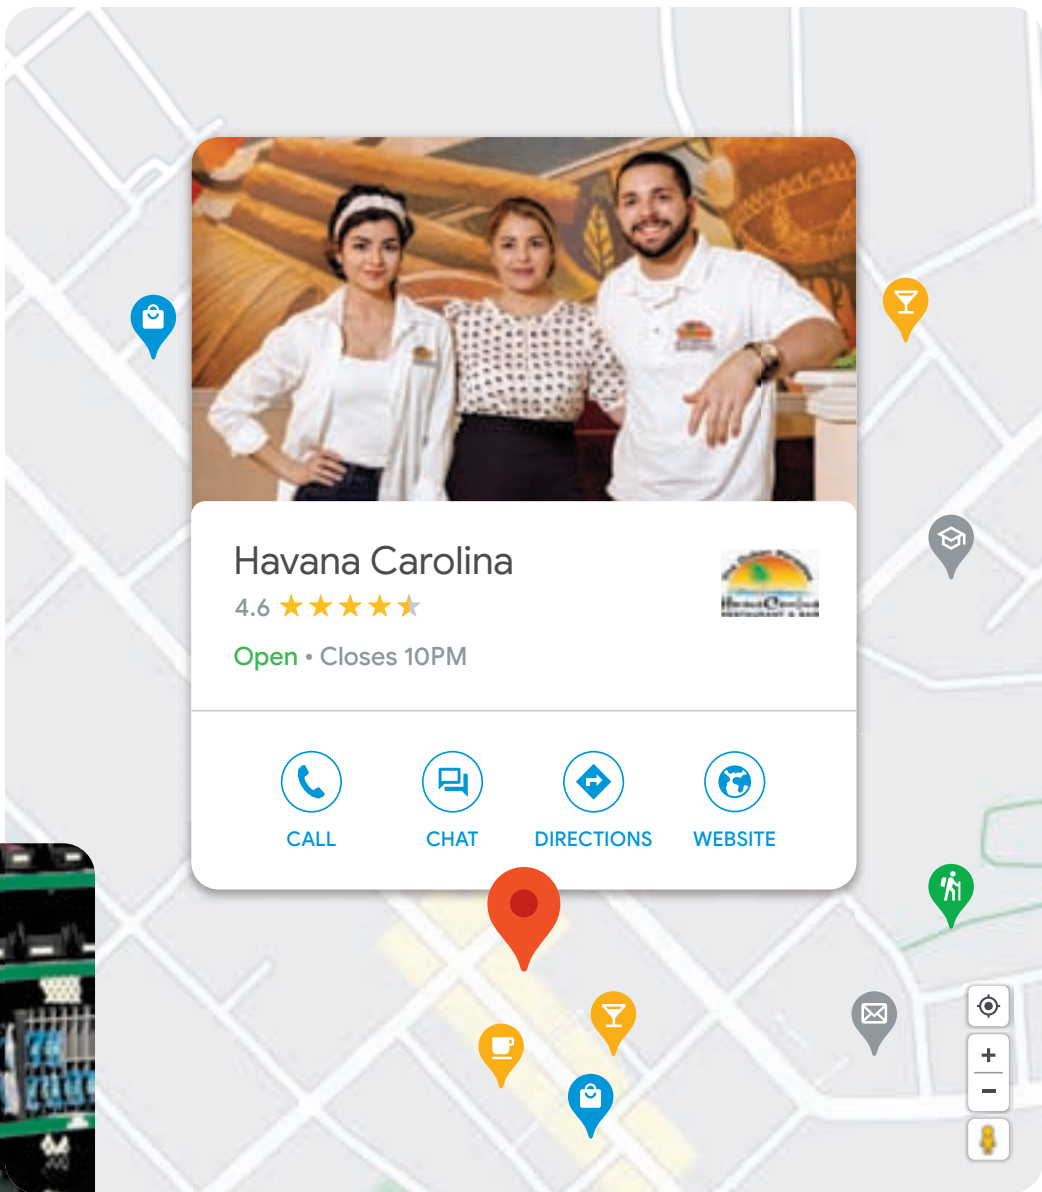 Havana Carolina
4.6
Open • Closes 10PM
CALL
CHAT
DIRECTIONS
WEBSITE